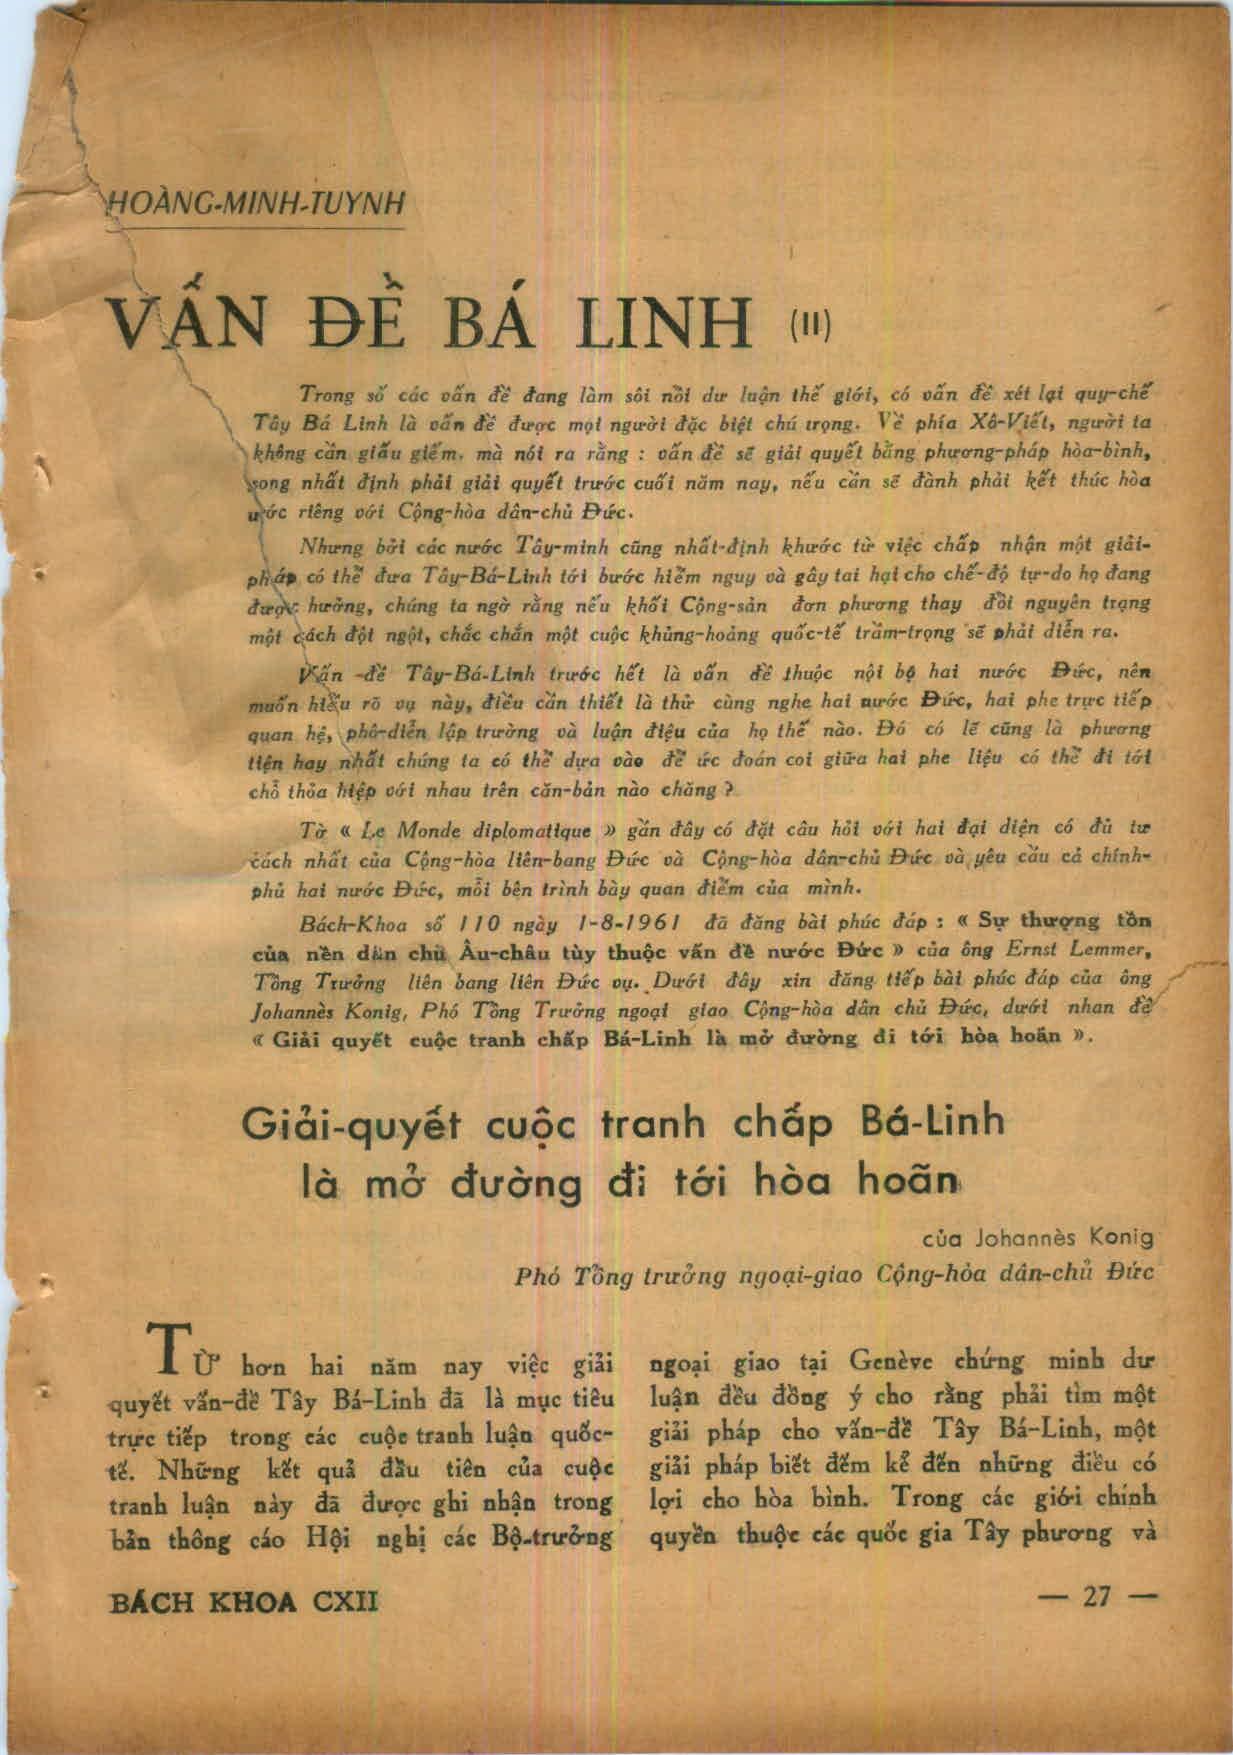 HOÀNG-MINH-TUYNH
VẤN ĐỀ BÁ LINH (II)
Trong số các vấn đề đang làm sôi nổi dư luận thế giới, có vấn đề xét lại quy-chế
Tây Bá Linh là vấn đề được mọi người đặc biệt chú trọng. Về phía Xô-Viết, người ta
không cần giấu giếm. mà nói ra rằng : vấn đề sẽ giải quyết bằng phương-pháp hòa-bình,
song nhất định phải giải quyết trước cuối năm nay, nếu cần sẽ đành phải kết thúc hòa
ước riêng với Cộng-hòa dân-chủ Đức.
Nhưng bởi các nước Tây-minh cũng nhất-định khước từ việc chấp nhận một giải-
pháp có thể đưa Tây-Bá-Linh tới bước hiểm nguy và gây tai hại cho chế-độ tự-do họ đang
được hưởng, chúng ta ngờ rằng nếu khối Cộng-sản đơn phương thay đổi nguyên trạng
một cách đột ngột, chắc chắn một cuộc khủng-hoảng quốc-tế trầm-trọng sẽ phải diễn ra.
Vấn -đề Tây-Bá-Linh trước hết là vấn đề thuộc nội bộ hai nước Đức, nên
muốn hiểu rõ vụ này, điều cần thiết là thử cùng nghe hai nước Đức, hai phe trực tiếp
quan hệ, phô-diễn lập trường và luận điệu của họ thế nào. Đó có lẽ cũng là phương
tiện hay nhất chúng ta có thể dựa vào để ức đoán coi giữa hai phe liệu có thể đi tới
chỗ thỏa hiệp với nhau trên căn-bản nào chăng ?
Tờ « Le Monde diplomatique » gần đây có đặt câu hỏi với hai đại diện có đủ tư
cách nhất của Cộng-hòa liên-bang Đức và Cộng-hòa dân-chủ Đức và yêu cầu cả chính-
phủ hai nước Đức, mỗi bên trình bày quan điểm của mình.
Bách-Khoa số 110 ngày 1-8-1961 đã đăng bài phúc đáp : « Sự thượng tồn
của nền dân chủ Âu-châu tùy thuộc vấn đề nước Đức » của ông Ernst Lemmer,
Tổng Trưởng liên bang liên Đức vụ. Dưới đây xin đăng tiếp bài phúc đáp của ông
Johannès Konig, Phó Tổng Trưởng ngoại giao Cộng-hòa dân chủ Đức, dưới nhan đề
« Giải quyết cuộc tranh chấp Bá-Linh là mở đường đi tới hòa hoãn ».
Giải-quyết cuộc tranh chấp Bá-Linh
là mở đường đi tới hòa hoãn
của Johannès Konig
Phó Tổng trưởng ngoại-giao Cộng-hòa dân-chủ Đức
TỪ hơn hai năm nay việc giải
quyết vấn-đề Tây Bá-Linh đã là mục tiêu
trực tiếp trong các cuộc tranh luận quốc-
tế. Những kết quả đầu tiên của cuộc
tranh luận này đã được ghi nhận trong
bản thông cáo Hội nghị các Bộ-trưởng
ngoại giao tại Genève chứng minh dư
luận đều đồng ý cho rằng phải tìm một
giải pháp cho vấn-đề Tây Bá-Linh, một
giải pháp biết đếm kể đến những điều có
lợi cho hòa bình. Trong các giới chính
quyền thuộc các quốc gia Tây phương và
BÁCH KHOA CXII
— 27 —